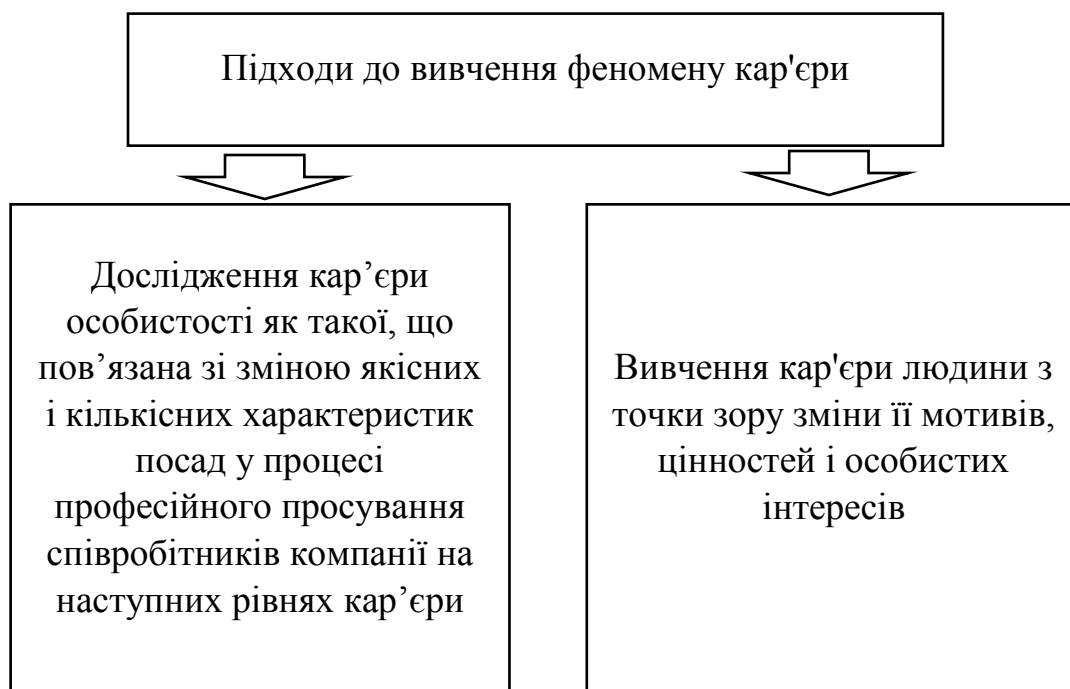 Підходи до вивчення феномену кар'єри
Дослідження кар’єри
особистості як такої, що
пов’язана зі зміною якісних
і кількісних характеристик
посад у процесі
професійного просування
співробітників компанії на
наступних рівнях кар’єри
Вивчення кар'єри людини з
точки зору зміни її мотивів,
цінностей і особистих
інтересів